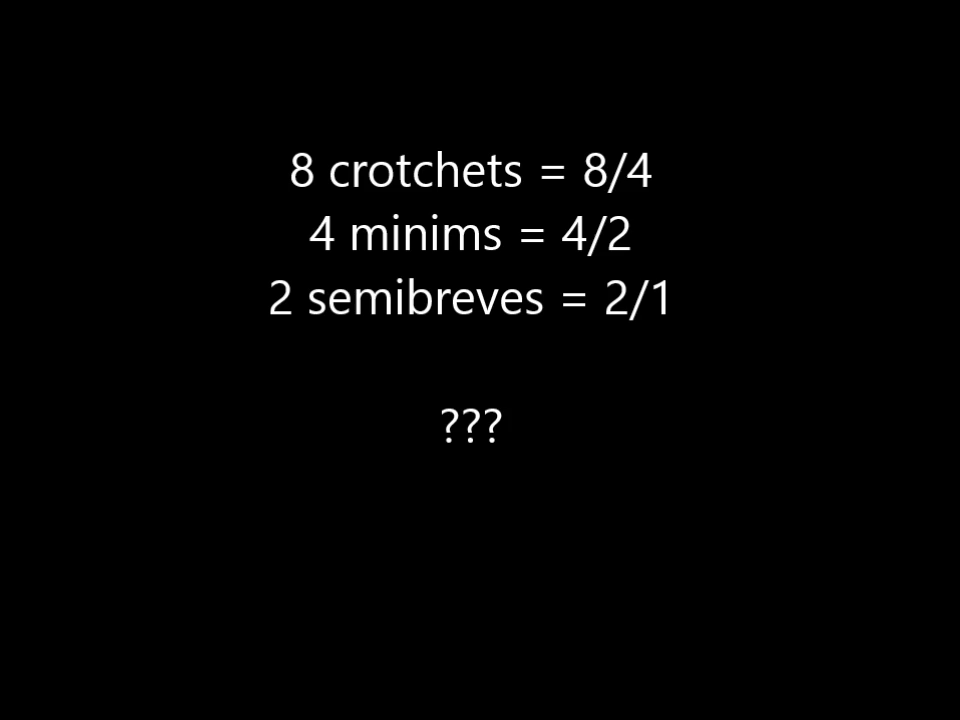 8 crotchets = 8/4
4 minims = 4/2
2 semibreves = 2/1
???